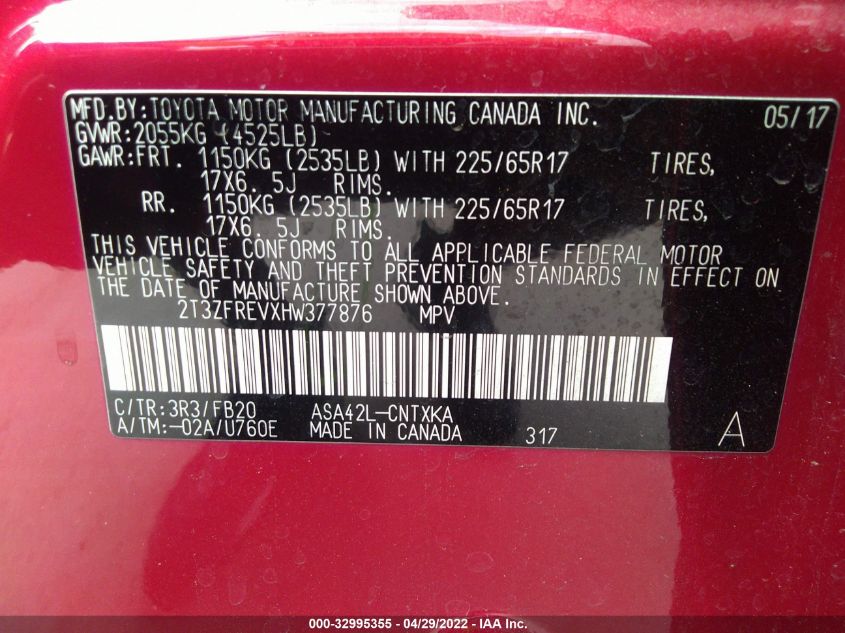 MFD.BY:TOYOTA MOTOR MANUFACTURING CANADA INC. 05/17
GVWR:2055KG (4525LB)
GAWR:FRT. 1150KG (2535LB) WITH 225/65R17 TIRES,
17X6. 5J RIMS.
RR. 1150KG (2535LB) WITH 225/65R17 TIRES,
17X6. 5J RIMS.
THIS VEHICLE CONFORMS TO ALL APPLICABLE FEDERAL MOTOR
VEHICLE SAFETY AND THEFT PREVENTION STANDARDS IN EFFECT ON
THE DATE OF MANUFACTURE SHOWN ABOVE.
2T3ZFREVXHW377876 MPV
C/TR:3R3/FB20 ASA42L-CNTXKA
A/TM:-02A/U760E MADE IN CANADA 317 A
000-32995355 - 04/29/2022 - IAA Inc.